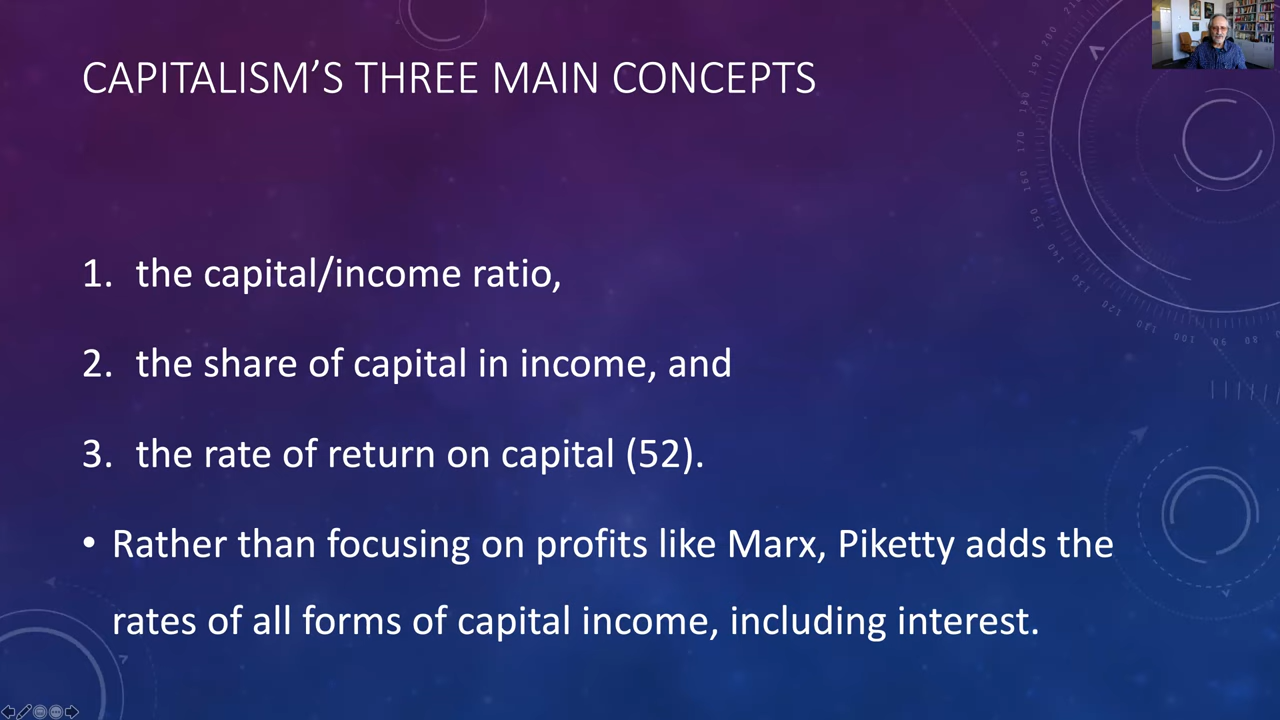 CAPITALISM’S THREE MAIN CONCEPTS
1. the capital/income ratio,
2. the share of capital in income, and
3. the rate of return on capital (52).
• Rather than focusing on profits like Marx, Piketty adds the
rates of all forms of capital income, including interest.